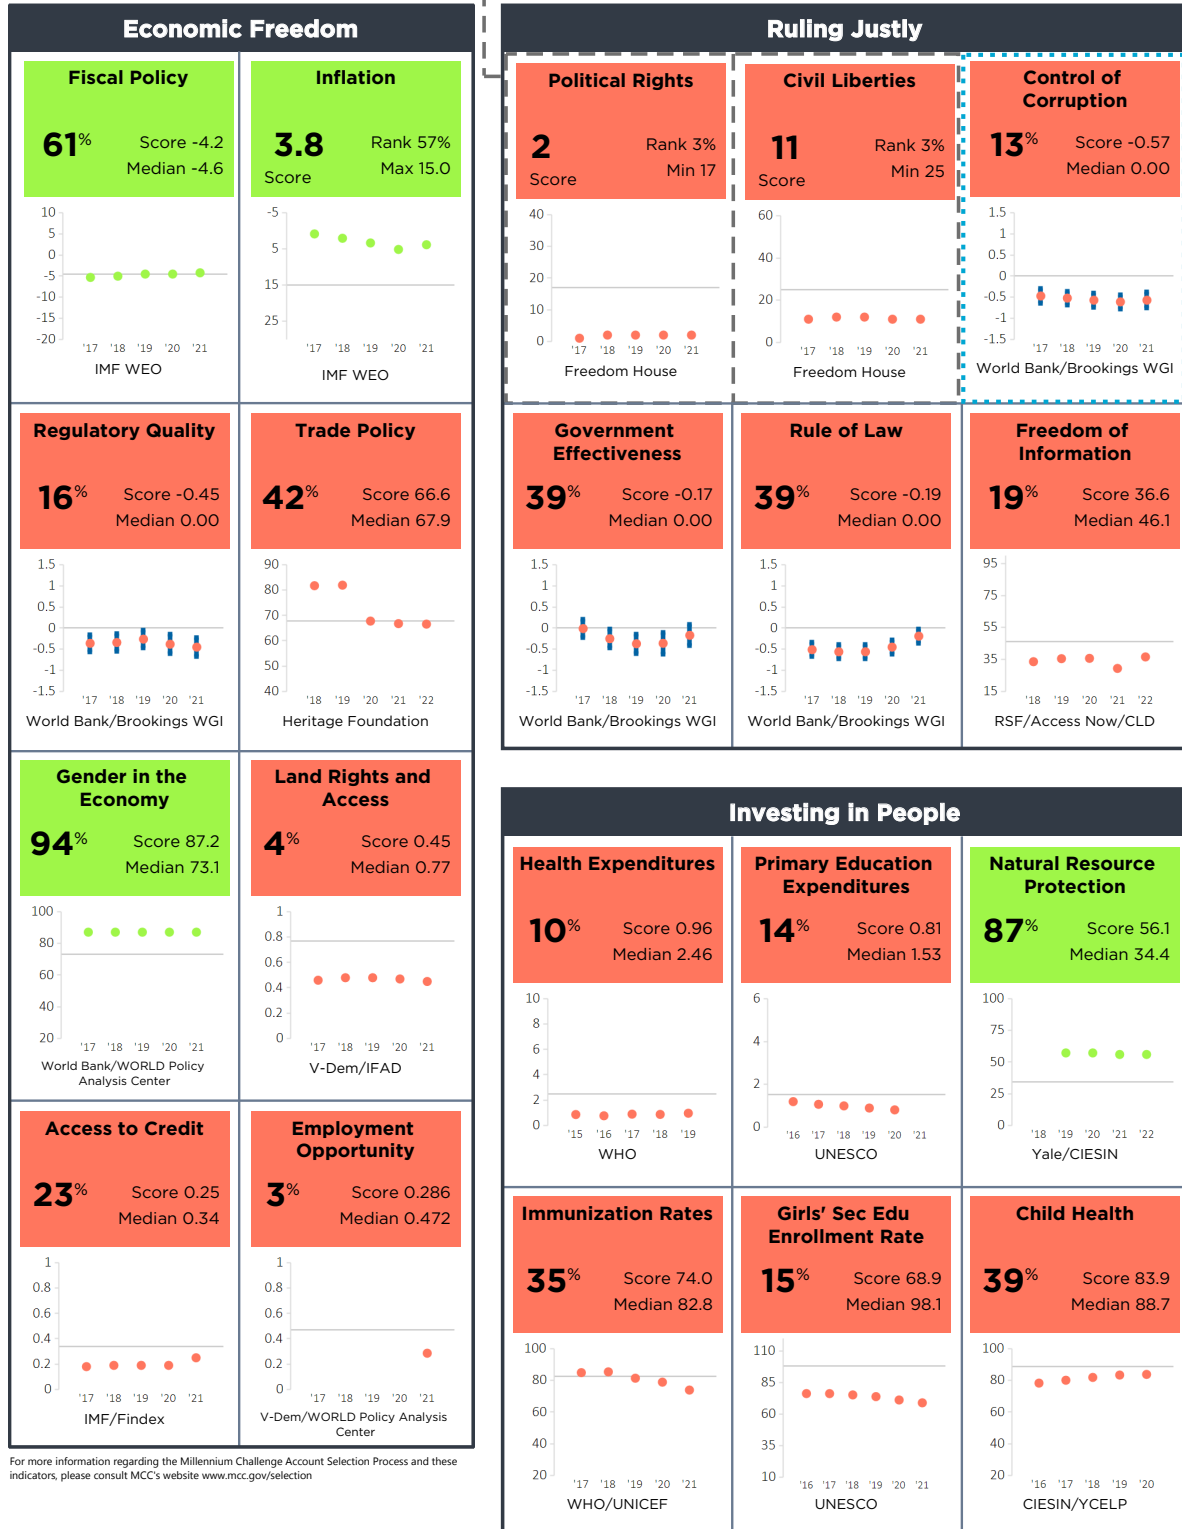 Economic Freedom
Fiscal Policy
61%
Score -4.2
Median -4.6
10
5
0
-5
-10
-15
-20
'17 '18 '19 '20 '21
IMF WEO
Inflation
3.8
Score
Rank 57%
Max 15.0
-5
5
15
25
'17 '18 '19 '20 '21
IMF WEO
Regulatory Quality
16%
Score -0.45
Median 0.00
1.5
1
0.5
0
-0.5
-1
-1.5
'17 '18 '19 '20 '21
World Bank/Brookings WGI
Trade Policy
42%
Score 66.6
Median 67.9
90
80
70
60
50
40
'18 '19 '20 '21 '22
Heritage Foundation
Gender in the
Economy
94%
Score 87.2
Median 73.1
100
80
60
40
20
'17 '18 '19 '20 '21
World Bank/WORLD Policy
Analysis Center
Land Rights and
Access
4%
Score 0.45
Median 0.77
1
0.8
0.6
0.4
0.2
0
'17 '18 '19 '20 '21
V-Dem/IFAD
Access to Credit
23%
Score 0.25
Median 0.34
1
0.8
0.6
0.4
0.2
0
'17 '18 '19 '20 '21
IMF/Findex
Employment
Opportunity
3%
Score 0.286
Median 0.472
1
0.8
0.6
0.4
0.2
0
'17 '18 '19 '20 '21
V-Dem/WORLD Policy Analysis
Center
For more information regarding the Millennium Challenge Account Selection Process and these
indicators, please consult MCC's website www.mcc.gov/selection
Ruling Justly
Political Rights
2
Score
Rank 3%
Min 17
40
30
20
10
0
'17 '18 '19 '20 '21
Freedom House
Civil Liberties
11
Score
Rank 3%
Min 25
60
40
20
0
'17 '18 '19 '20 '21
Freedom House
Control of
Corruption
13%
Score -0.57
Median 0.00
1.5
1
0.5
0
-0.5
-1
-1.5
'17 '18 '19 '20 '21
World Bank/Brookings WGI
Government
Effectiveness
39%
Score -0.17
Median 0.00
1.5
1
0.5
0
-0.5
-1
-1.5
'17 '18 '19 '20 '21
World Bank/Brookings WGI
Rule of Law
39%
Score -0.19
Median 0.00
1.5
1
0.5
0
-0.5
-1
-1.5
'17 '18 '19 '20 '21
World Bank/Brookings WGI
Freedom of
Information
19%
Score 36.6
Median 46.1
95
75
55
35
15
'18 '19 '20 '21 '22
RSF/Access Now/CLD
Investing in People
Health Expenditures
10%
Score 0.96
Median 2.46
10
8
6
4
2
0
'15 '16 '17 '18 '19
WHO
Primary Education
Expenditures
14%
Score 0.81
Median 1.53
6
4
2
0
'16 '17 '18 '19 '20 '21
UNESCO
Natural Resource
Protection
87%
Score 56.1
Median 34.4
100
75
50
25
0
'18 '19 '20 '21 '22
Yale/CIESIN
Immunization Rates
35%
Score 74.0
Median 82.8
100
80
60
40
20
'17 '18 '19 '20 '21
WHO/UNICEF
Girls' Sec Edu
Enrollment Rate
15%
Score 68.9
Median 98.1
110
85
60
35
10
'16 '17 '18 '19 '20 '21
UNESCO
Child Health
39%
Score 83.9
Median 88.7
100
80
60
40
20
'16 '17 '18 '19 '20
CIESIN/YCELP